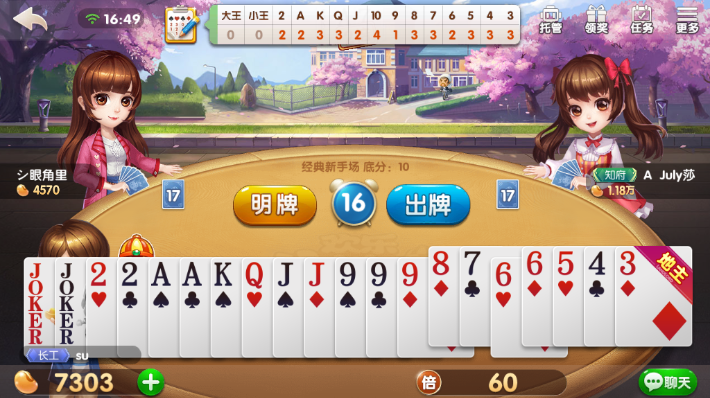 16:49
大王 小王 2 A K Q J 10 9 8 7 6 5 4 3
0 0 2 2 3 3 2 4 1 3 3 2 3 3 3
托管 领奖 任务 更多
シ眼角里
4570
经典新手场 底分：10
知府 A July莎
1.18万
17
明牌 16 出牌
17
JOKER JOKER 2 2 A A K Q J J 9 9 9 8 7 6 6 5 4 3
地主
长工 su
7303
倍 60
聊天